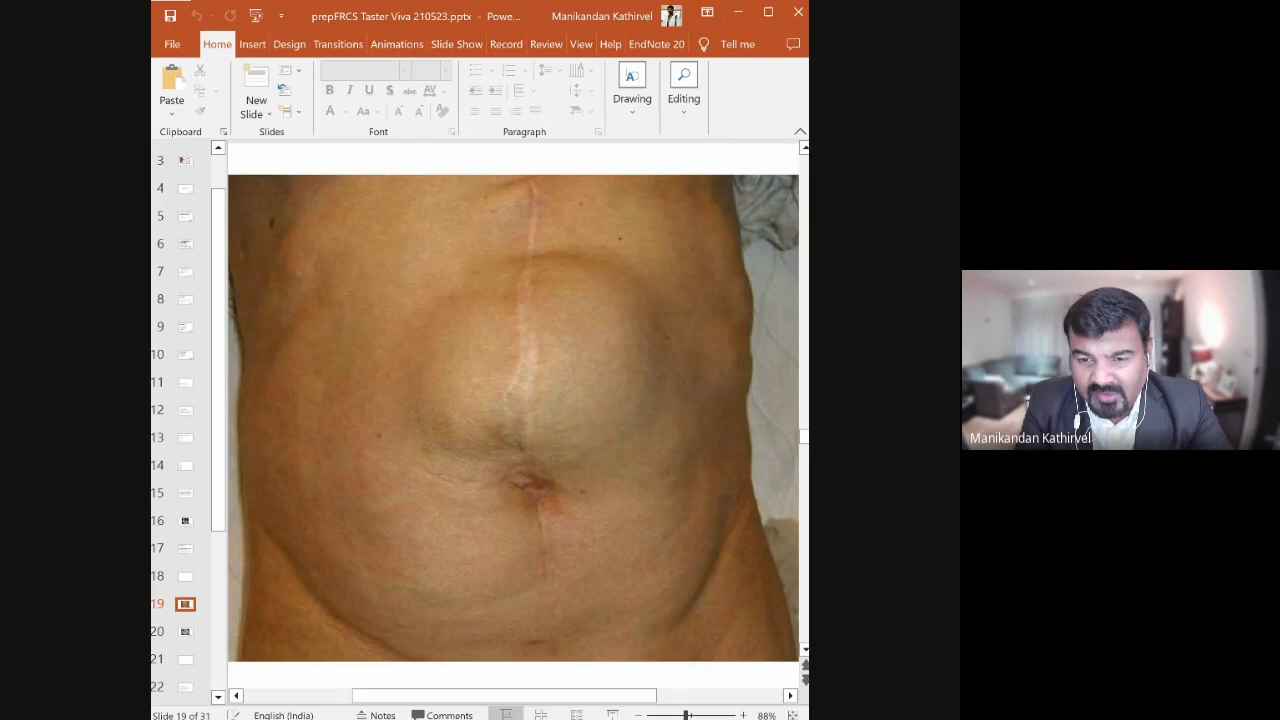 prepFRCS Taster Viva 210523.pptx - Powe...
Manikandan Kathirvel
File Home Insert Design Transitions Animations Slide Show Record Review View Help EndNote 20 Tell me
Paste
New
Slide
Drawing
Editing
B I U S abc AV
A Aa A A
Clipboard
Slides
Font
Paragraph
3
4
5
6
7
8
9
10
11
12
13
14
15
16
17
18
19
20
21
22
Manikandan Kathirvel
Slide 19 of 31 English (India) Notes Comments 88%